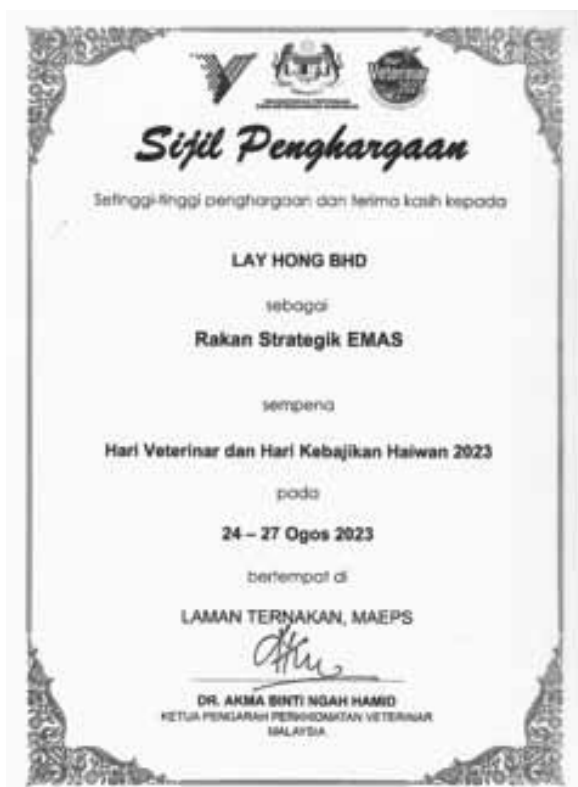 Sijil Penghargaan
Setinggi-tinggi penghargaan dan terima kasih kepada
LAY HONG BHD
sebagai
Rakan Strategik EMAS
sempena
Hari Veterinar dan Hari Kebajikan Haiwan 2023
pada
24 – 27 Ogos 2023
bertempat di
LAMAN TERNAKAN, MAEPS
DR. AKMA BINTI NGAH HAMID
KETUA PENGARAH PERKHIDMATAN VETERINAR
MALAYSIA